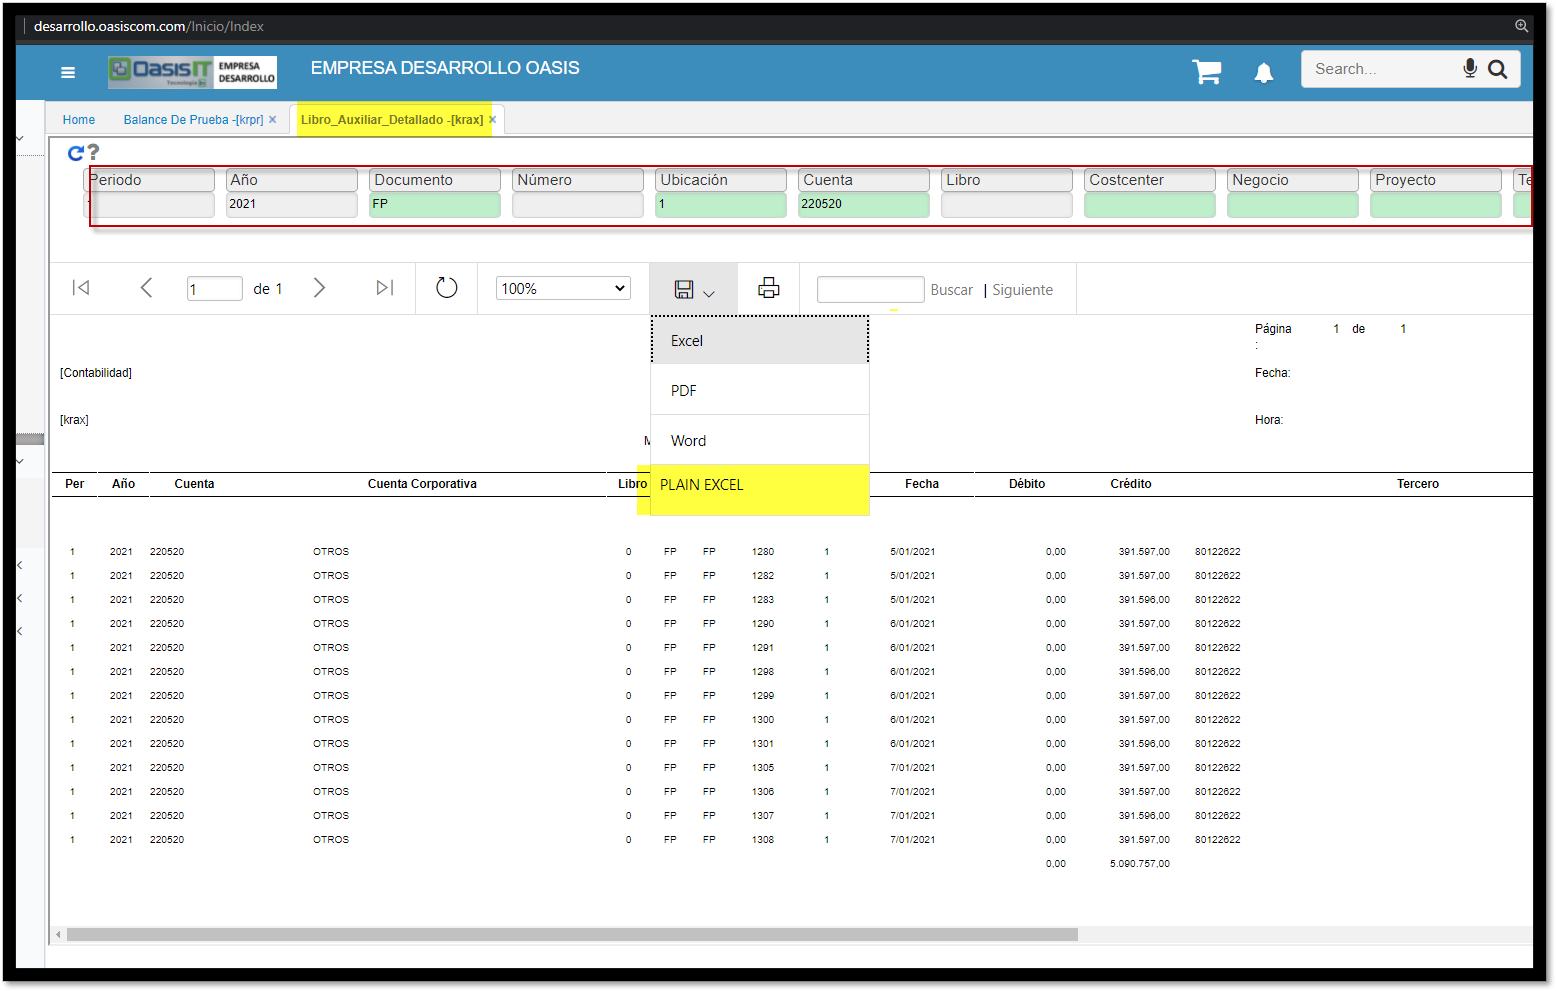 desarrollo.oasiscom.com/Inicio/Index
OasisIT Tecnología EMPRESA DESARROLLO
EMPRESA DESARROLLO OASIS
Search...
Home Balance De Prueba -[krpr] × Libro_Auxiliar_Detallado -[krax] ×
?
Periodo Año Documento Número Ubicación Cuenta Libro Costcenter Negocio Proyecto Te
2021 FP 1 220520
1 de 1 100% Buscar | Siguiente
Excel
PDF
Word
PLAIN EXCEL
Página : 1 de 1
[Contabilidad] Fecha:
[krax] Hora:
M
Per Año Cuenta Cuenta Corporativa Libro Fecha Débito Crédito Tercero
1 2021 220520 OTROS 0 FP FP 1280 1 5/01/2021 0,00 391.597,00 80122622
1 2021 220520 OTROS 0 FP FP 1282 1 5/01/2021 0,00 391.597,00 80122622
1 2021 220520 OTROS 0 FP FP 1283 1 5/01/2021 0,00 391.596,00 80122622
1 2021 220520 OTROS 0 FP FP 1290 1 6/01/2021 0,00 391.597,00 80122622
1 2021 220520 OTROS 0 FP FP 1291 1 6/01/2021 0,00 391.597,00 80122622
1 2021 220520 OTROS 0 FP FP 1298 1 6/01/2021 0,00 391.596,00 80122622
1 2021 220520 OTROS 0 FP FP 1299 1 6/01/2021 0,00 391.597,00 80122622
1 2021 220520 OTROS 0 FP FP 1300 1 6/01/2021 0,00 391.597,00 80122622
1 2021 220520 OTROS 0 FP FP 1301 1 6/01/2021 0,00 391.596,00 80122622
1 2021 220520 OTROS 0 FP FP 1305 1 7/01/2021 0,00 391.597,00 80122622
1 2021 220520 OTROS 0 FP FP 1306 1 7/01/2021 0,00 391.597,00 80122622
1 2021 220520 OTROS 0 FP FP 1307 1 7/01/2021 0,00 391.596,00 80122622
1 2021 220520 OTROS 0 FP FP 1308 1 7/01/2021 0,00 391.597,00 80122622
0,00 5.090.757,00